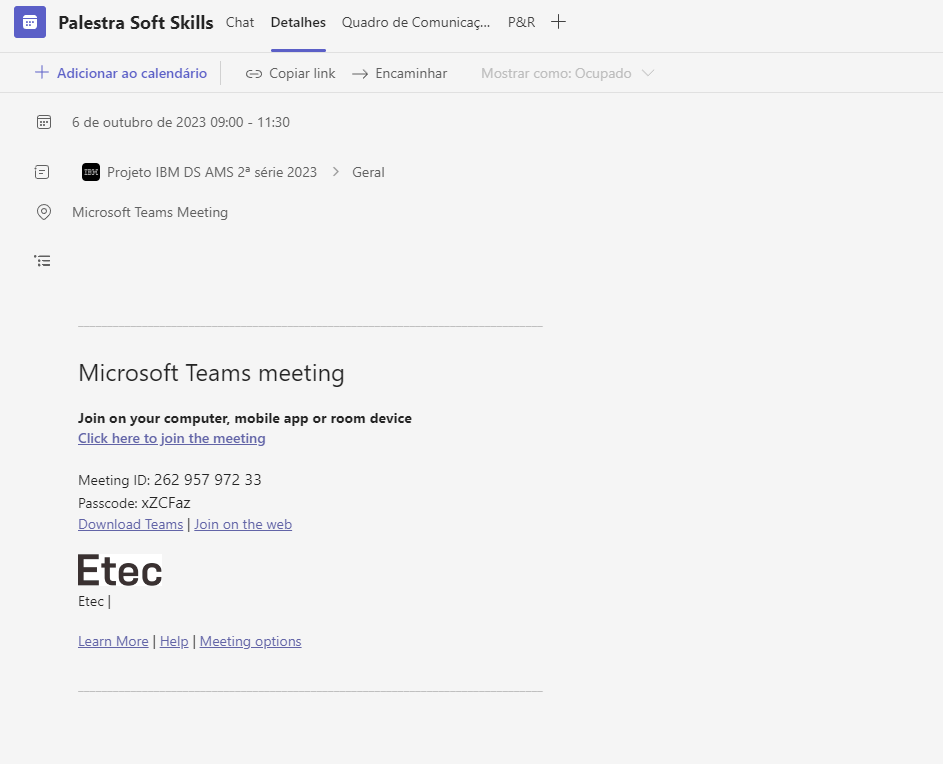 Palestra Soft Skills Chat Detalhes Quadro de Comunicaç... P&R
Adicionar ao calendário Copiar link Encaminhar Mostrar como: Ocupado
6 de outubro de 2023 09:00 - 11:30
IBM Projeto IBM DS AMS 2ª série 2023 > Geral
Microsoft Teams Meeting
Microsoft Teams meeting
Join on your computer, mobile app or room device
Click here to join the meeting
Meeting ID: 262 957 972 33
Passcode: xZCFaz
Download Teams | Join on the web
Etec
Etec |
Learn More | Help | Meeting options